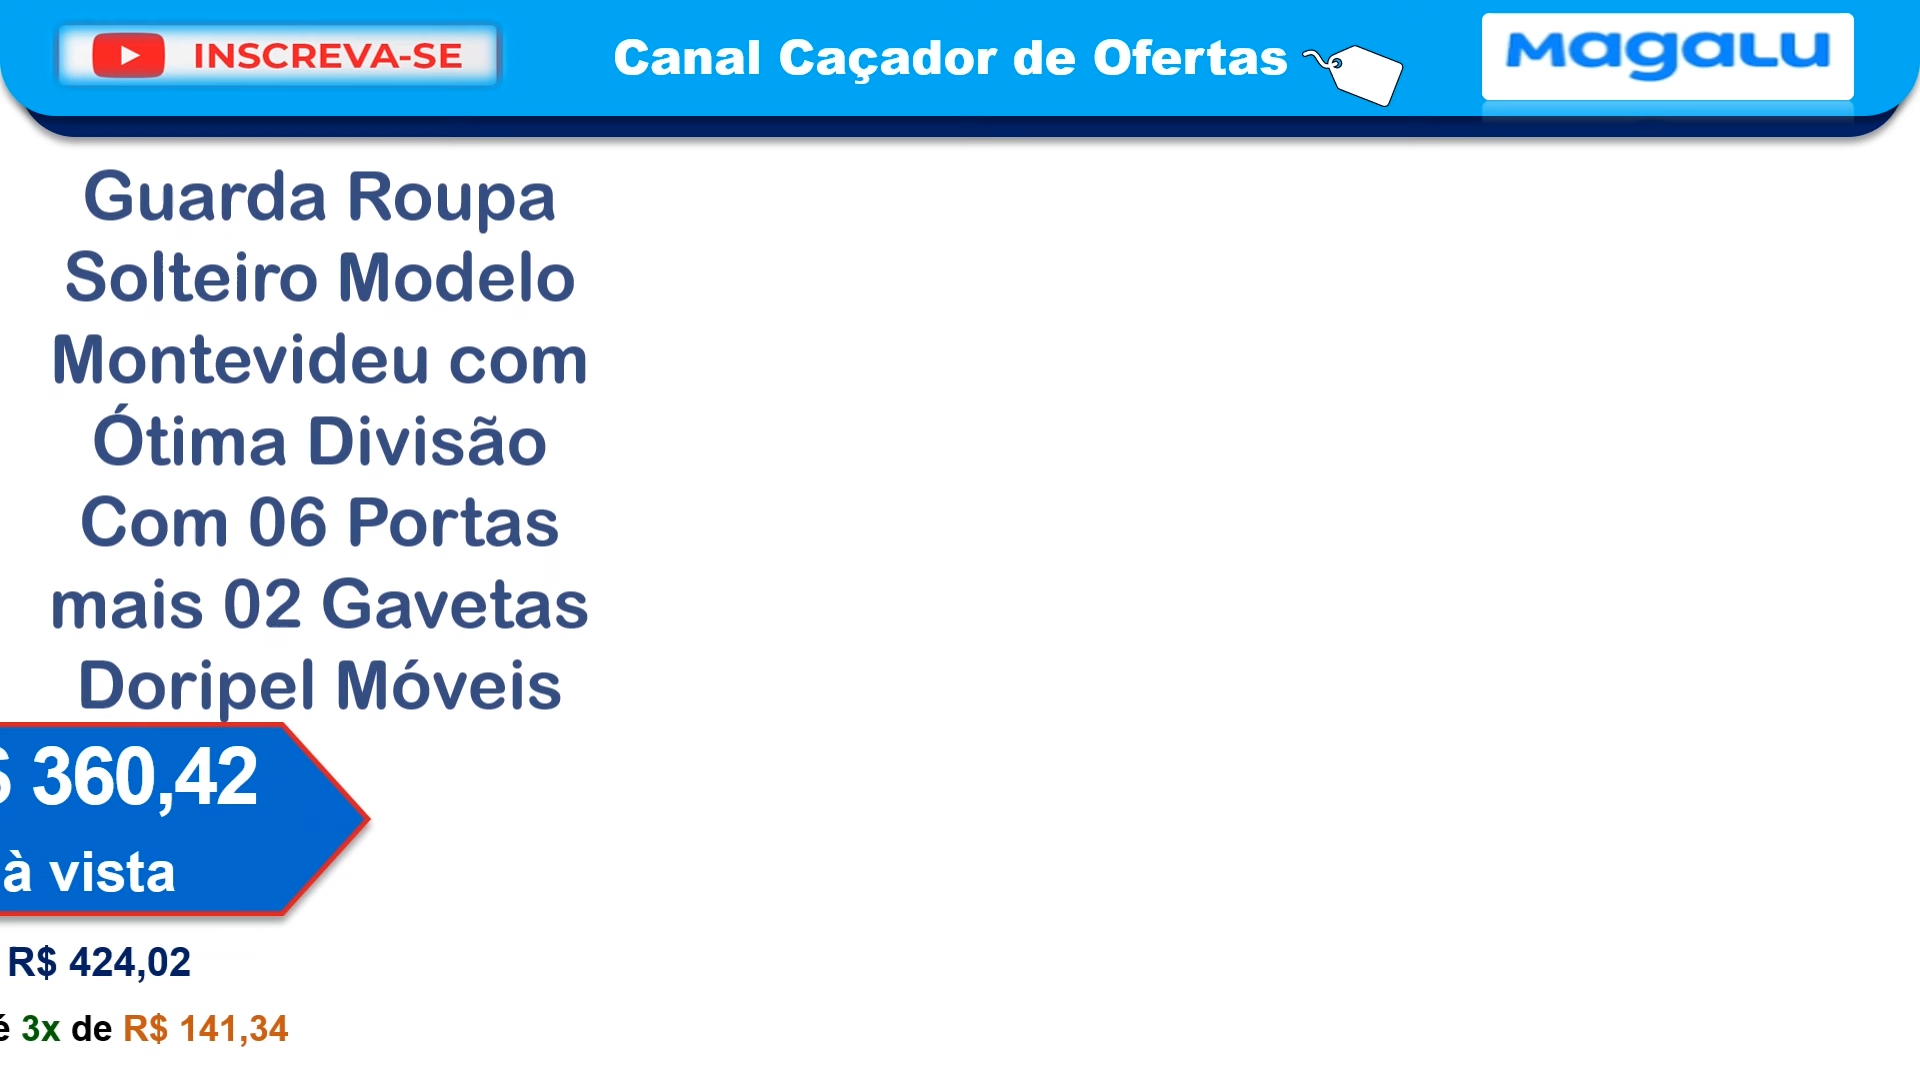 INSCREVA-SE
Canal Caçador de Ofertas
MagaLu
Guarda Roupa
Solteiro Modelo
Montevideu com
Ótima Divisão
Com 06 Portas
mais 02 Gavetas
Doripel Móveis
$ 360,42
à vista
R$ 424,02
é 3x de R$ 141,34